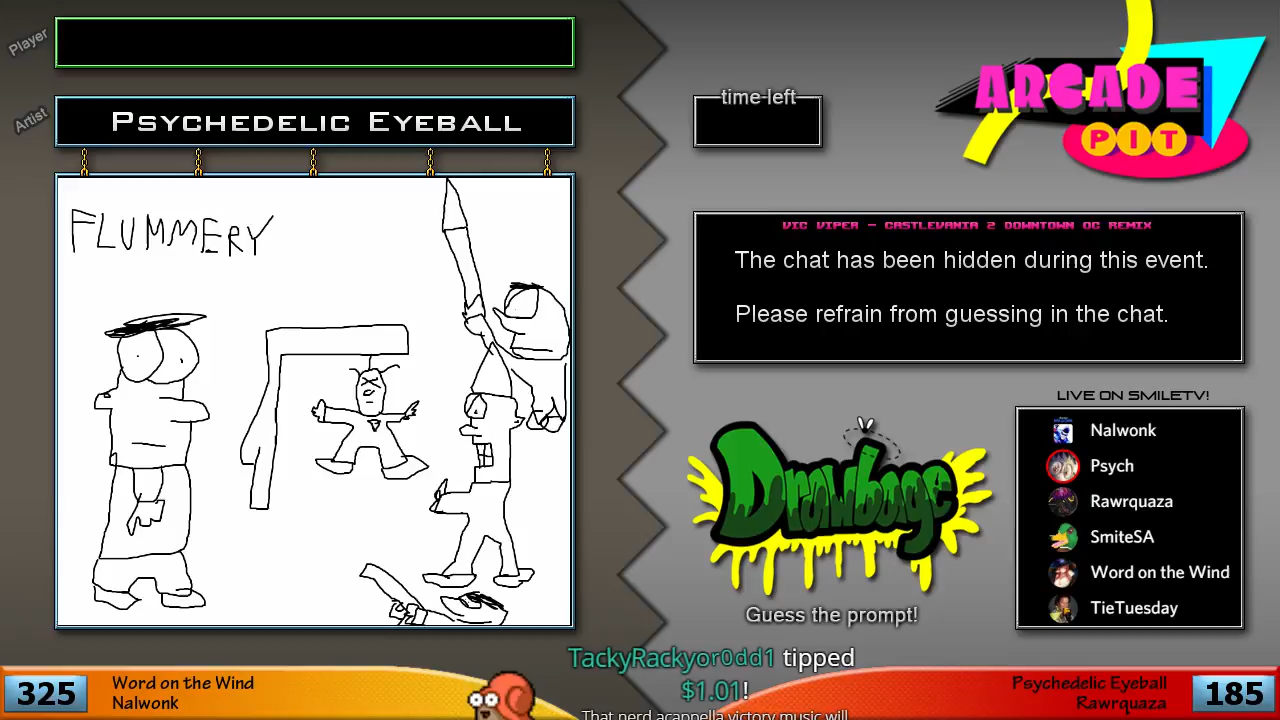 Player
Artist
PSYCHEDELIC EYEBALL
FLUMMERY
time left
ARCADE
PIT
VIC VIPER - CASTLEVANIA 2 DOWNTOWN OC REMIX
The chat has been hidden during this event.
Please refrain from guessing in the chat.
Drawbage
Guess the prompt!
LIVE ON SMILETV!
Nalwonk
Psych
Rawrquaza
SmiteSA
Word on the Wind
TieTuesday
TackyRackyor0dd1 tipped
$1.01!
That nerd acappella victory music will
325
Word on the Wind
Nalwonk
Psychedelic Eyeball
Rawrquaza
185